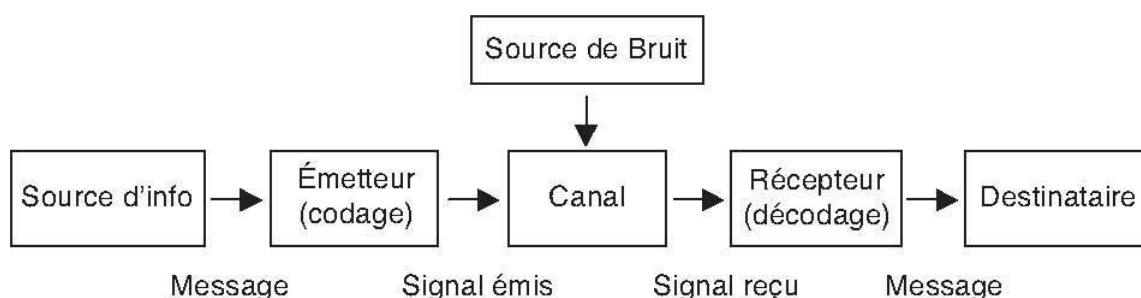 Source de Bruit
Source d'info
Émetteur
(codage)
Canal
Récepteur
(décodage)
Destinataire
Message
Signal émis
Signal reçu
Message